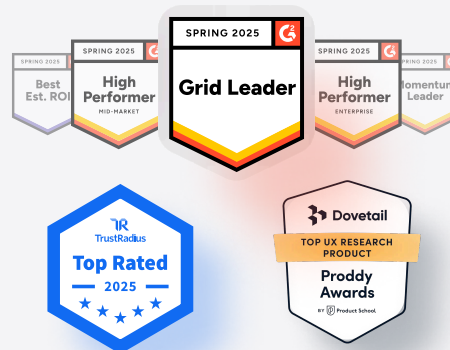 SPRING 2025
Best
Est. ROI
SPRING 2025
High
Performer
MID-MARKET
SPRING 2025
Grid Leader
SPRING 2025
High
Performer
ENTERPRISE
SPRING 2025
Momentum
Leader
TrustRadius
Top Rated
2025
Dovetail
TOP UX RESEARCH
PRODUCT
Proddy
Awards
BY Product School